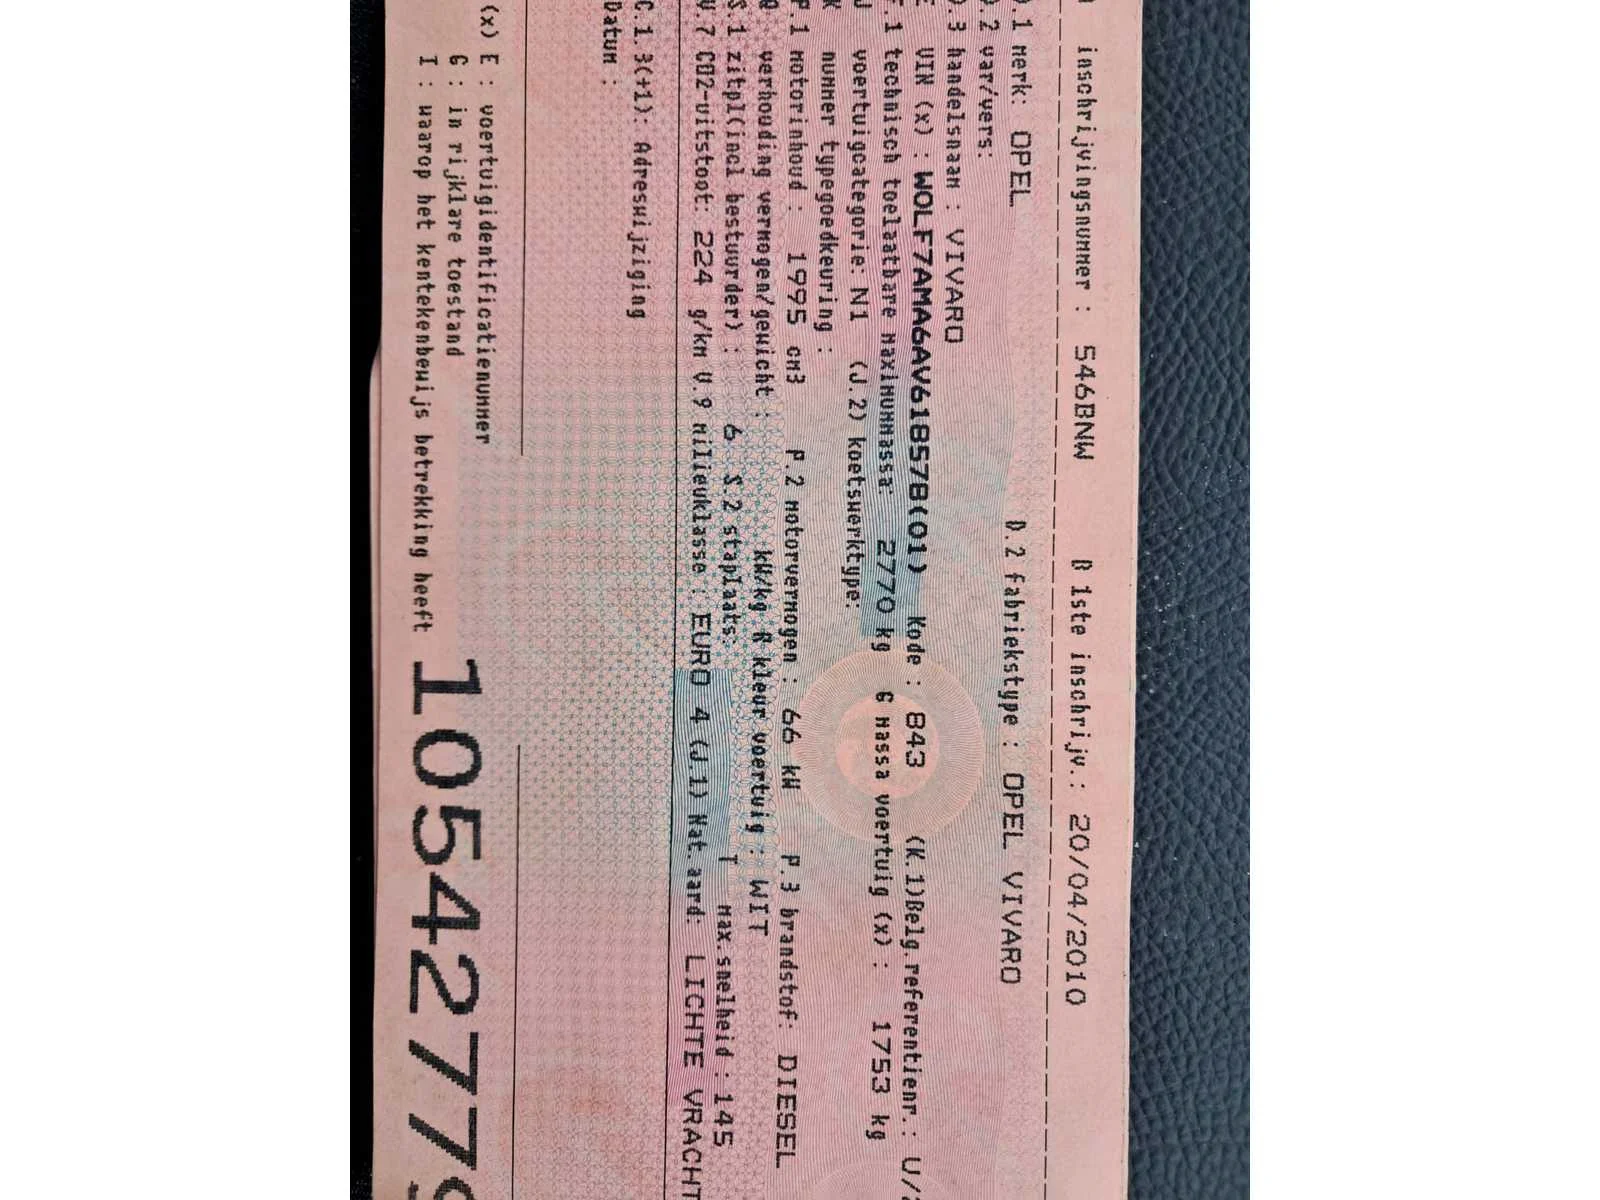 inschrijvingsnummer : 546BNW B 1ste inschrijv.: 20/04/2010
.1 merk: OPEL D.2 fabriekstype : OPEL VIVARO
.2 var/vers:
.3 handelsnaam : VIVARO
E VIN (x) : WOLF7AMA6AV618578(01) Kode : 843 (K.1)Belg.referentienr.: U/
.1 technisch toelaatbare maximummassa: 2770 kg G massa voertuig (x) : 1753 kg
J voertuigcategorie: N1 (J.2) koetswerktype:
K nummer typegoedkeuring :
P.1 motorinhoud : 1995 cm3 P.2 motorvermogen : 66 kW P.3 brandstof: DIESEL
Q verhouding vermogen/gewicht : kW/kg R kleur voertuig : WIT
S.1 zitpl(incl bestuurder) : 6 S.2 staplaats: T max.snelheid : 145
V.7 CO2-uitstoot: 224 g/km V.9 milieuklasse : EURO 4 (J.1) Nat.aard: LICHTE VRACHT
C.1.3(+1): Adreswijziging
Datum :
(x) E : voertuigidentificatienummer
G : in rijklare toestand
I : waarop het kentekenbewijs betrekking heeft 10542779